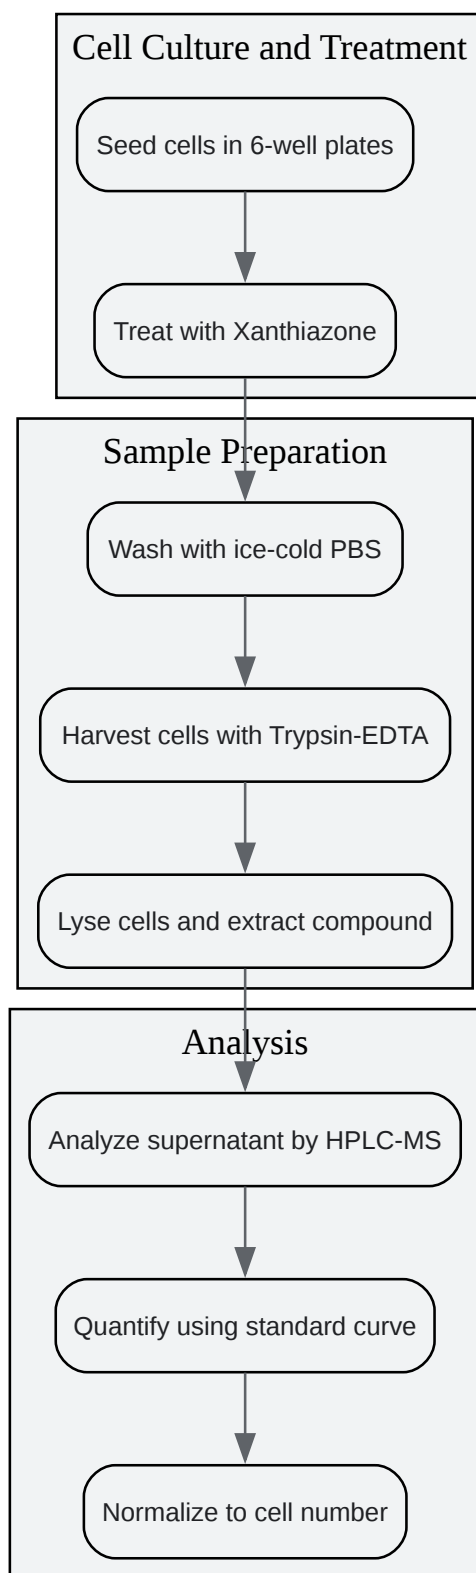 Cell Culture and Treatment
Seed cells in 6-well plates
Treat with Xanthiazone
Sample Preparation
Wash with ice-cold PBS
Harvest cells with Trypsin-EDTA
Lyse cells and extract compound
Analysis
Analyze supernatant by HPLC-MS
Quantify using standard curve
Normalize to cell number